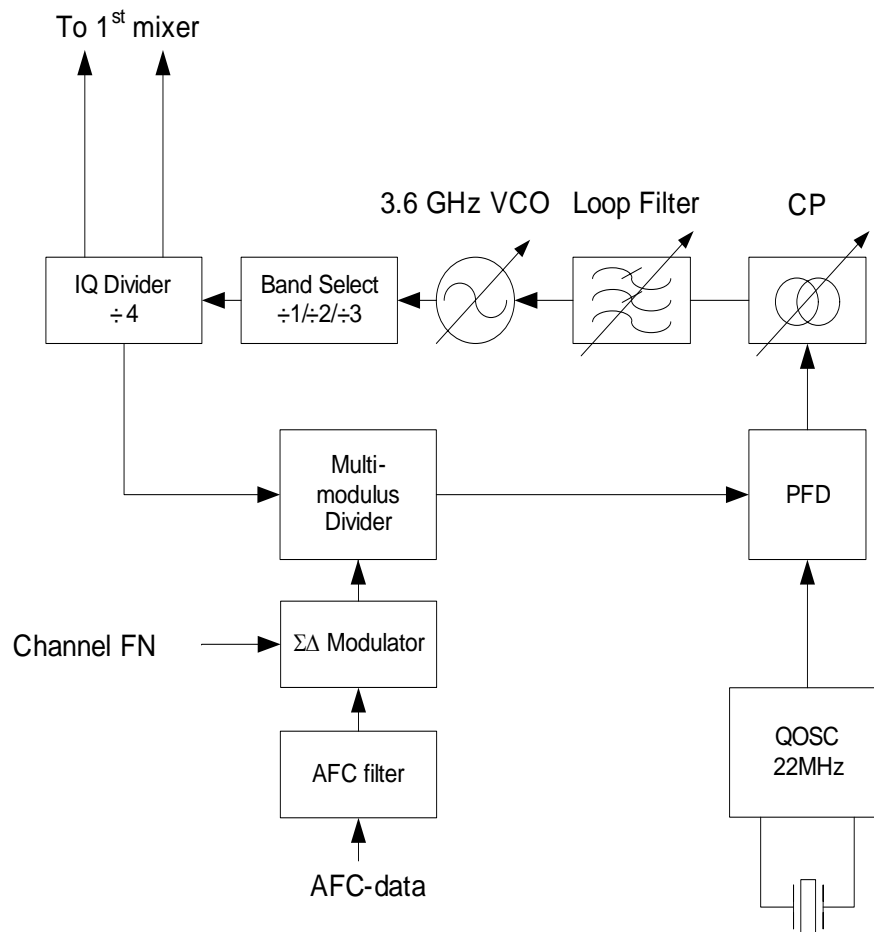 To 1st mixer
3.6 GHz VCO
Loop Filter
CP
IQ Divider
÷4
Band Select
÷1/÷2/÷3
Multi-
modulus
Divider
PFD
Channel FN
ΣΔ Modulator
QOSC
22MHz
AFC filter
AFC-data